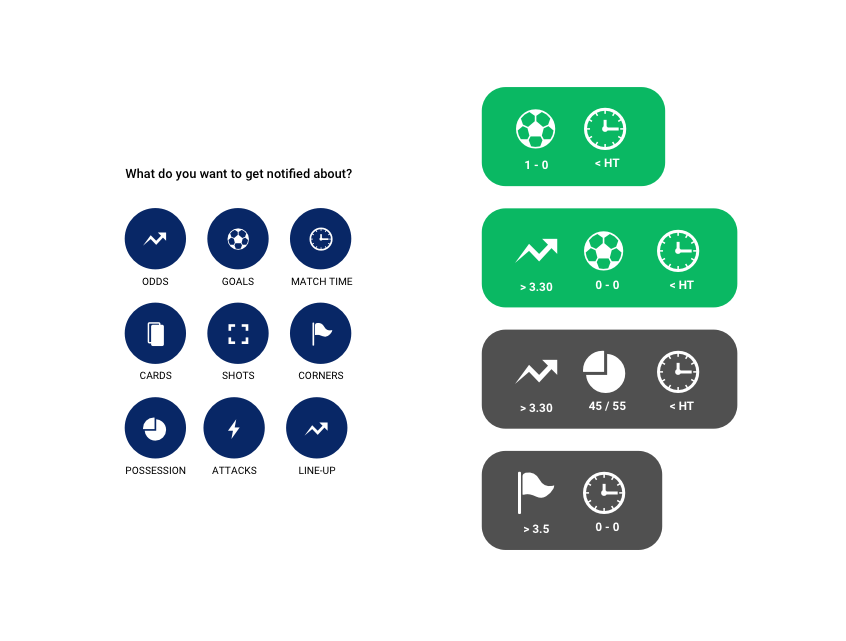 What do you want to get notified about?
ODDS GOALS MATCH TIME
CARDS SHOTS CORNERS
POSSESSION ATTACKS LINE-UP
1 - 0 < HT
> 3.30 0 - 0 < HT
> 3.30 45 / 55 < HT
> 3.5 0 - 0